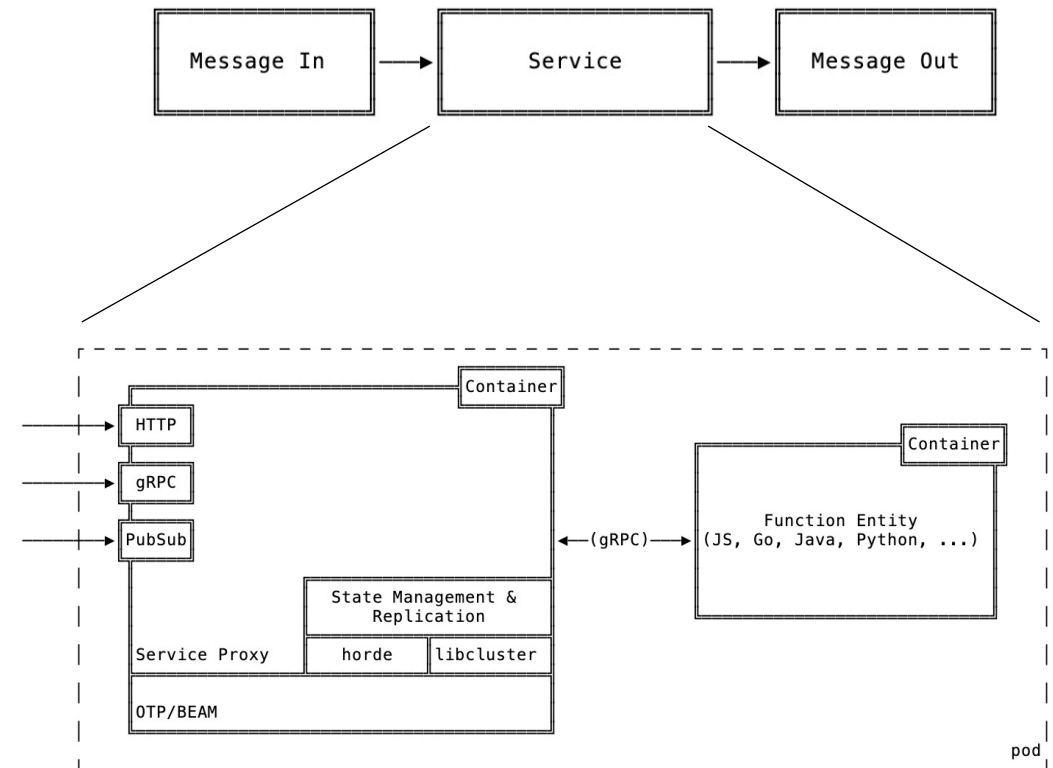 Message In
Service
Message Out
Container
HTTP
Container
gRPC
Function Entity
PubSub
(gRPC)
(JS, Go, Java, Python, ...)
State Management &
Replication
Service Proxy
horde
libcluster
OTP/BEAM
pod